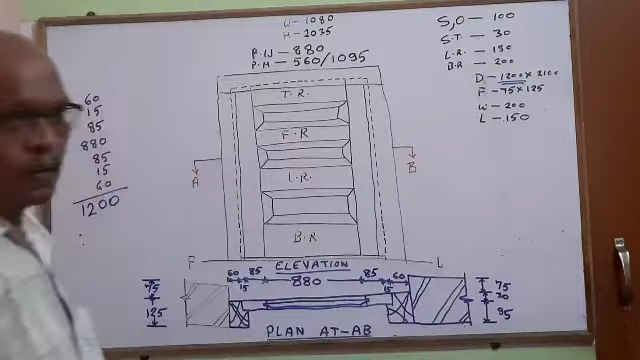 W - 1080
H - 2035
P.W - 880
P.H - 560/1095
S.O - 100
S.T - 30
L.R - 180
B.R - 200
D - 1200 x 2100
F - 75 x 125
W - 200
L - 150
60
15
85
880
85
15
60
1200
T.R.
F.R
L.R
B.R
A
B
F
L
ELEVATION
60 15 85 880 85 15 60
75
125
75
30
95
PLAN AT-AB